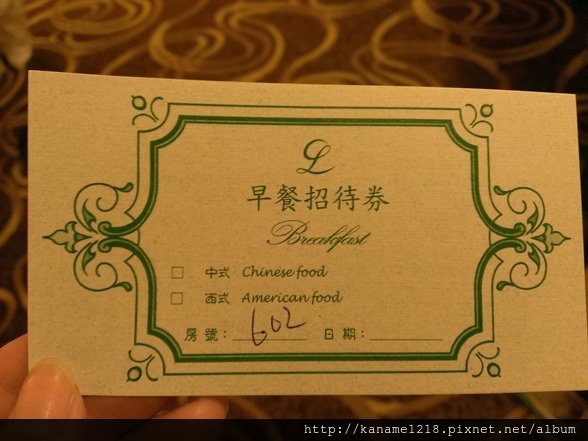 L
早餐招待券
Breakfast
□ 中式 Chinese food
□ 西式 American food
房號：602 日期：
http://kaname1218.pixnet.net/album